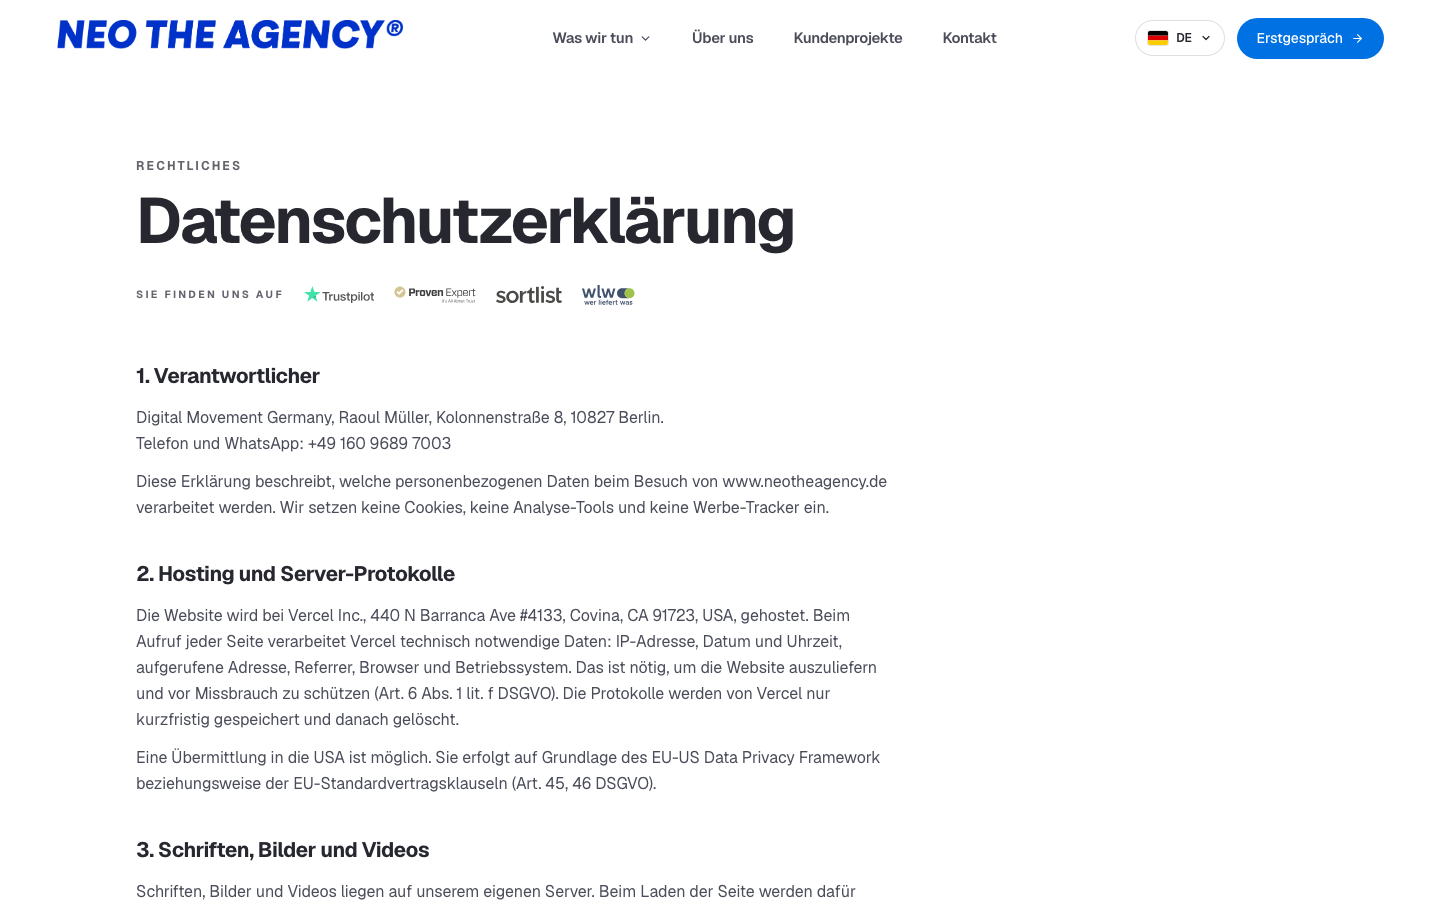 NEO THE AGENCY®
Was wir tun
Über uns
Kundenprojekte
Kontakt
DE
Erstgespräch
RECHTLICHES
Datenschutzerklärung
SIE FINDEN UNS AUF
Trustpilot
ProvenExpert
It's All About Trust
sortlist
wlw
wer liefert was
1. Verantwortlicher
Digital Movement Germany, Raoul Müller, Kolonnenstraße 8, 10827 Berlin.
Telefon und WhatsApp: +49 160 9689 7003
Diese Erklärung beschreibt, welche personenbezogenen Daten beim Besuch von www.neotheagency.de
verarbeitet werden. Wir setzen keine Cookies, keine Analyse-Tools und keine Werbe-Tracker ein.
2. Hosting und Server-Protokolle
Die Website wird bei Vercel Inc., 440 N Barranca Ave #4133, Covina, CA 91723, USA, gehostet. Beim
Aufruf jeder Seite verarbeitet Vercel technisch notwendige Daten: IP-Adresse, Datum und Uhrzeit,
aufgerufene Adresse, Referrer, Browser und Betriebssystem. Das ist nötig, um die Website auszuliefern
und vor Missbrauch zu schützen (Art. 6 Abs. 1 lit. f DSGVO). Die Protokolle werden von Vercel nur
kurzfristig gespeichert und danach gelöscht.
Eine Übermittlung in die USA ist möglich. Sie erfolgt auf Grundlage des EU-US Data Privacy Framework
beziehungsweise der EU-Standardvertragsklauseln (Art. 45, 46 DSGVO).
3. Schriften, Bilder und Videos
Schriften, Bilder und Videos liegen auf unserem eigenen Server. Beim Laden der Seite werden dafür